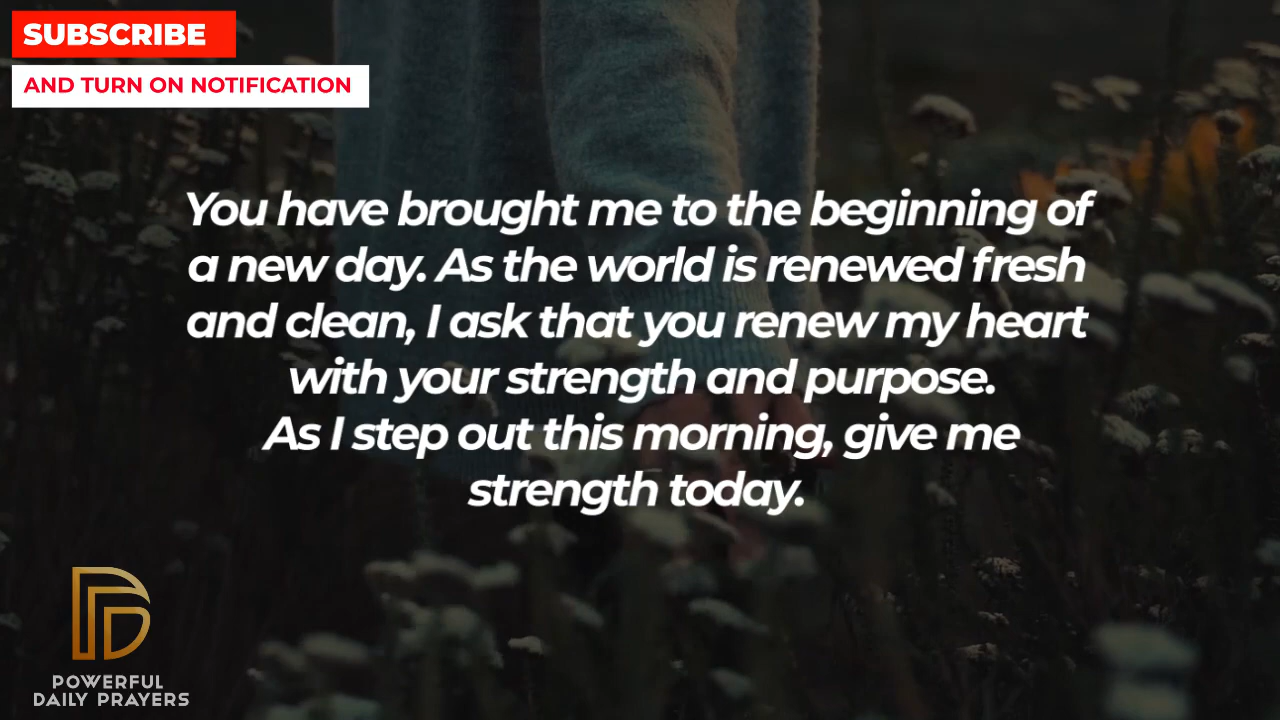 SUBSCRIBE
AND TURN ON NOTIFICATION
You have brought me to the beginning of
a new day. As the world is renewed fresh
and clean, I ask that you renew my heart
with your strength and purpose.
As I step out this morning, give me
strength today.
POWERFUL
DAILY PRAYERS